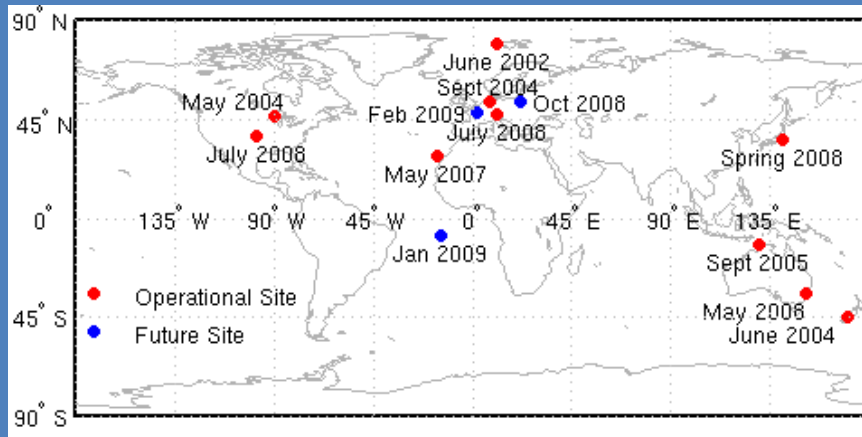 90° N
June 2002
Sept 2004
May 2004
Feb 2009
Oct 2008
45° N
July 2008
July 2008
Spring 2008
May 2007
0°
135° W
90° W
45° W
0°
45° E
90° E
135° E
Jan 2009
Sept 2005
Operational Site
May 2008
45° S
Future Site
June 2004
90° S